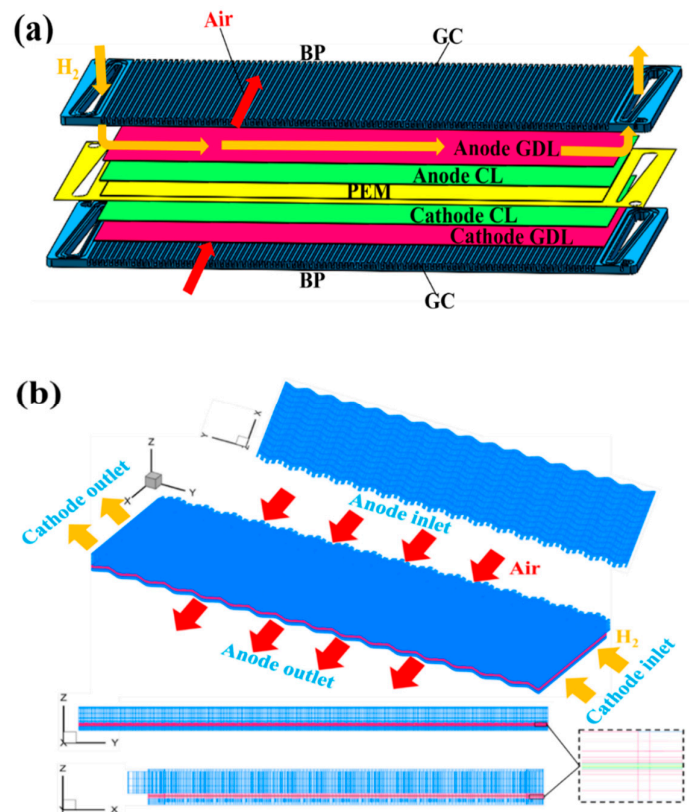 (a)
Air
BP
GC
H2
Anode GDL
Anode CL
PEM
Cathode CL
Cathode GDL
BP
GC
(b)
X
Y
Z
Z
X
Y
Cathode outlet
Anode inlet
Air
Anode outlet
H2
Cathode inlet
Z
X
Y
Z
Y
X